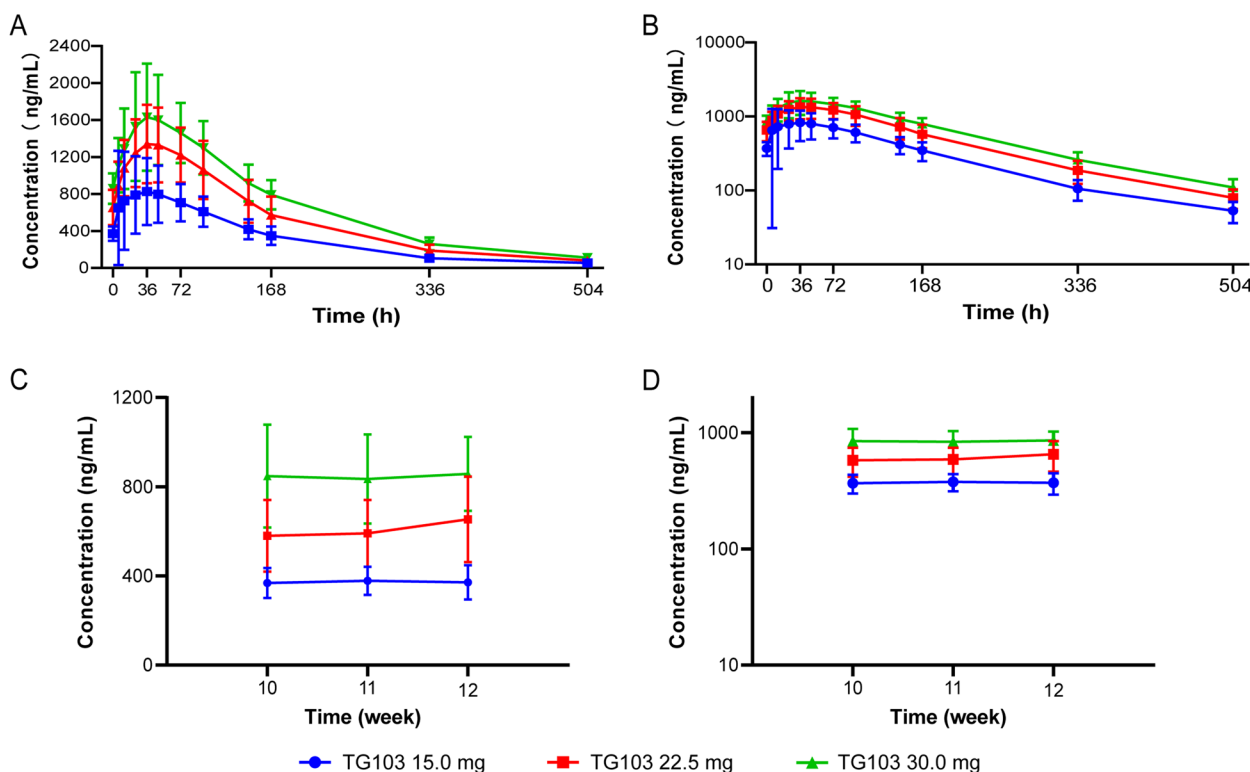 A
Concentration ( ng/mL)
2400
2000
1600
1200
800
400
0
0 36 72 168 336 504
Time (h)
B
Concentration ( ng/mL)
10000
1000
100
10
0 36 72 168 336 504
Time (h)
C
Concentration (ng/mL)
1200
800
400
0
10 11 12
Time (week)
D
Concentration (ng/mL)
1000
100
10
10 11 12
Time (week)
TG103 15.0 mg TG103 22.5 mg TG103 30.0 mg